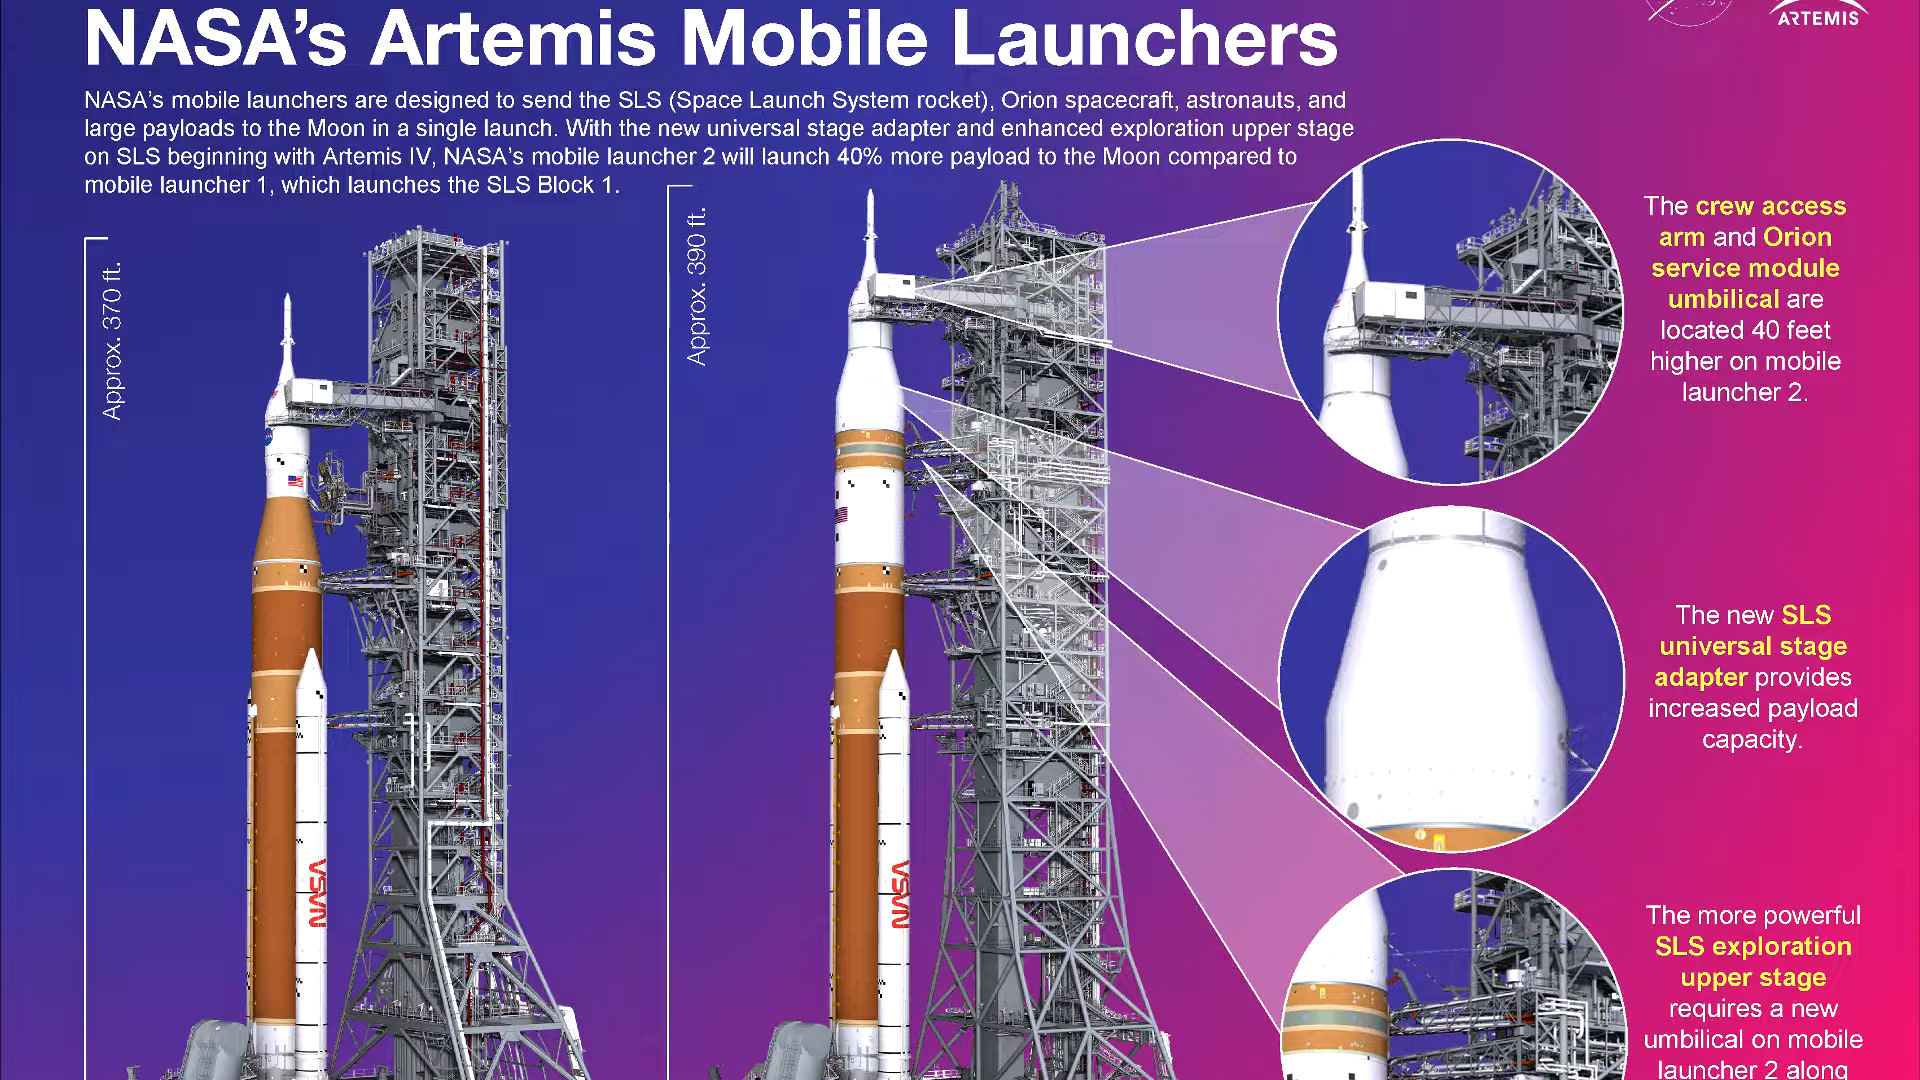 NASA's Artemis Mobile Launchers
ARTEMIS
NASA's mobile launchers are designed to send the SLS (Space Launch System rocket), Orion spacecraft, astronauts, and
large payloads to the Moon in a single launch. With the new universal stage adapter and enhanced exploration upper stage
on SLS beginning with Artemis IV, NASA's mobile launcher 2 will launch 40% more payload to the Moon compared to
mobile launcher 1, which launches the SLS Block 1.
Approx. 370 ft.
Approx. 390 ft.
The crew access
arm and Orion
service module
umbilical are
located 40 feet
higher on mobile
launcher 2.
The new SLS
universal stage
adapter provides
increased payload
capacity.
The more powerful
SLS exploration
upper stage
requires a new
umbilical on mobile
launcher 2 along
NASA
NASA